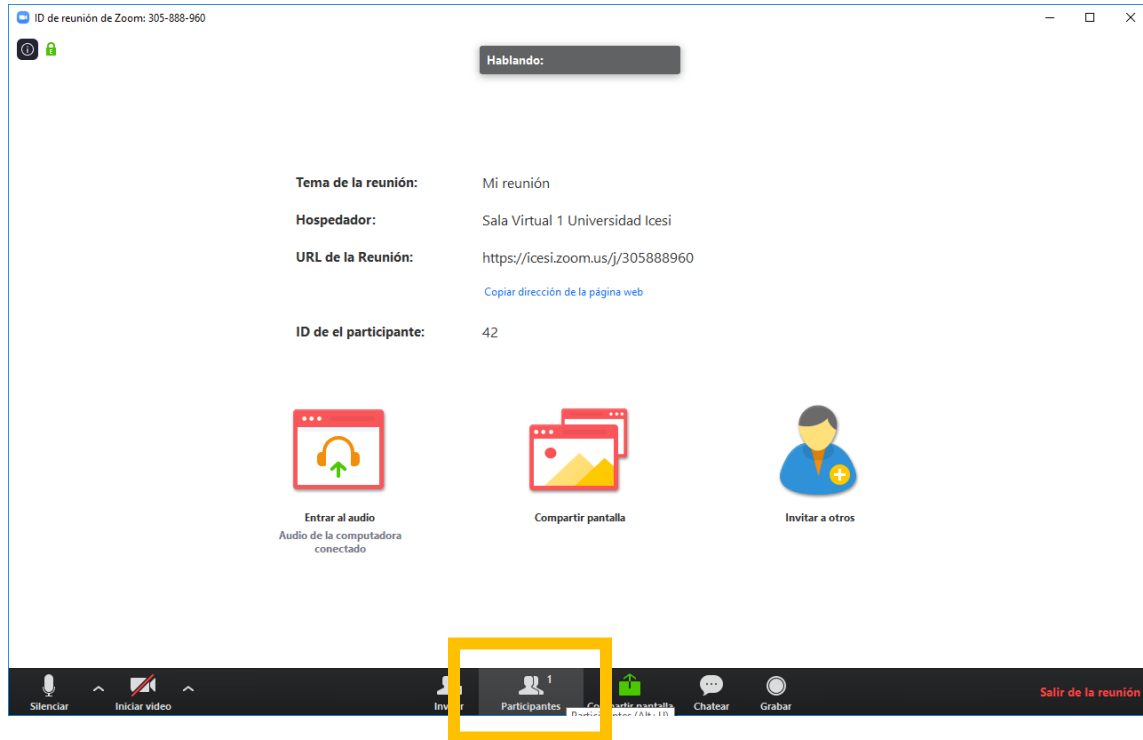 ID de reunión de Zoom: 305-888-960
Hablando:
Tema de la reunión: Mi reunión
Hospedador: Sala Virtual 1 Universidad Icesi
URL de la Reunión: https://icesi.zoom.us/j/305888960
Copiar dirección de la página web
ID de el participante: 42
Entrar al audio
Audio de la computadora
conectado
Compartir pantalla
Invitar a otros
1
Silenciar Iniciar video Participantes pantalla Chatear Grabar Salir de la reunión
Participantes (Alt+U)